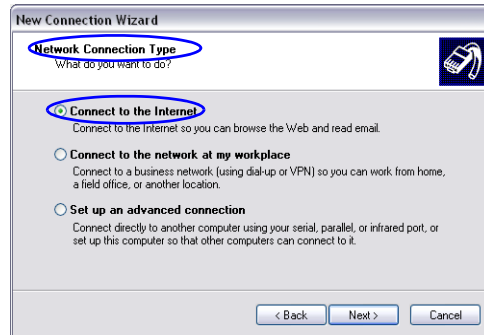 New Connection Wizard
Network Connection Type
What do you want to do?
Connect to the Internet
Connect to the Internet so you can browse the Web and read email.
Connect to the network at my workplace
Connect to a business network (using dial-up or VPN) so you can work from home,
a field office, or another location.
Set up an advanced connection
Connect directly to another computer using your serial, parallel, or infrared port, or
set up this computer so that other computers can connect to it.
< Back Next > Cancel